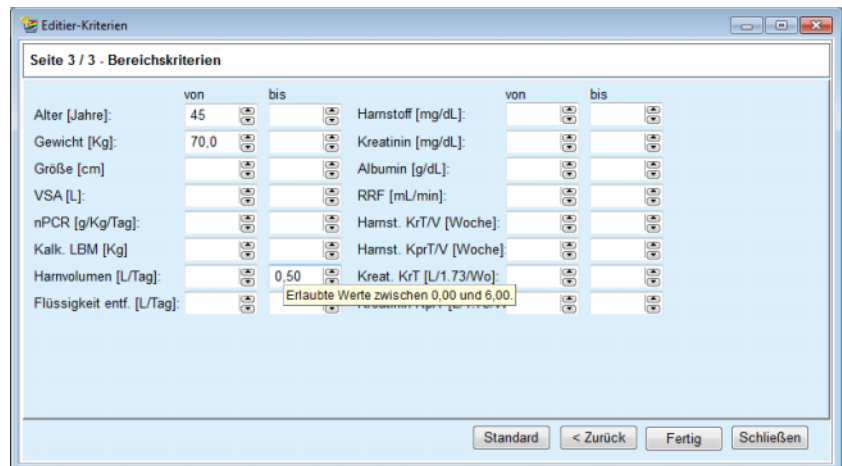 Editier-Kriterien
Seite 3 / 3 - Bereichskriterien
von bis von bis
Alter [Jahre]: 45 Harnstoff [mg/dL]:
Gewicht [Kg]: 70,0 Kreatinin [mg/dL]:
Größe [cm] Albumin [g/dL]:
VSA [L]: RRF [mL/min]:
nPCR [g/Kg/Tag]: Harnst. KrT/V [Woche]:
Kalk. LBM [Kg] Harnst. KprT/V [Woche]:
Harnvolumen [L/Tag]: 0,50 Kreat. KrT [L/1.73/Wo]:
Erlaubte Werte zwischen 0,00 und 6,00.
Flüssigkeit entf. [L/Tag]:
Standard < Zurück Fertig Schließen